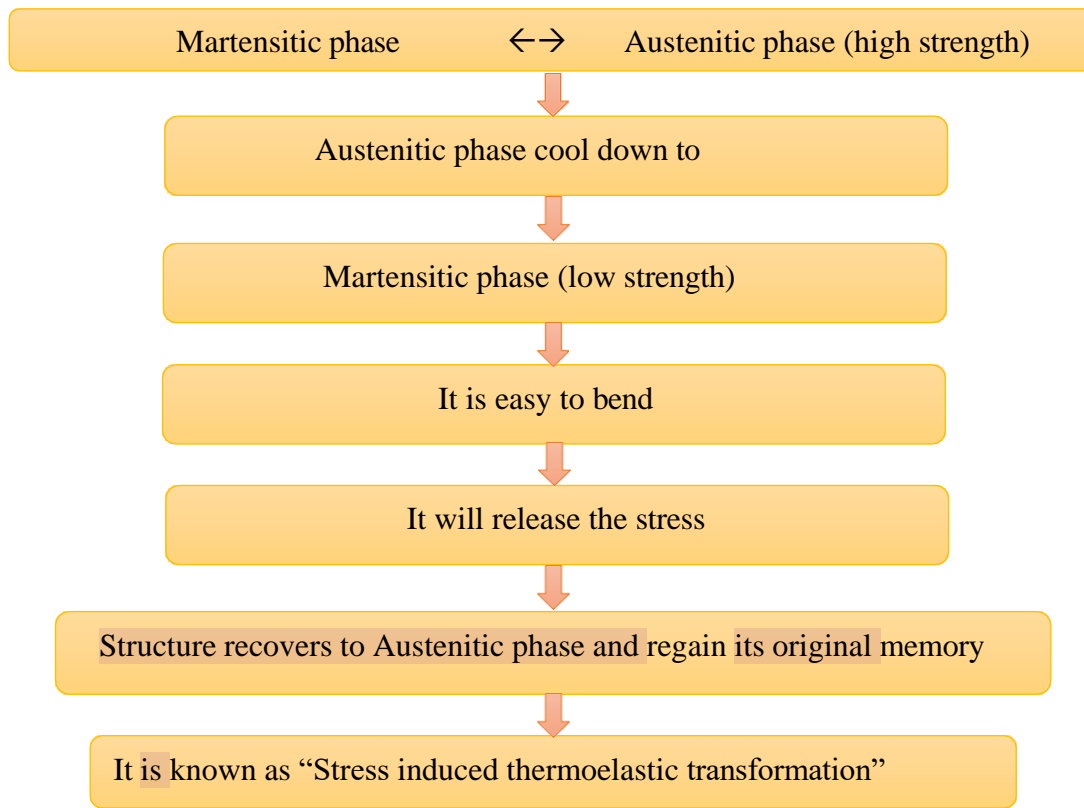 Martensitic phase ←→ Austenitic phase (high strength)
Austenitic phase cool down to
Martensitic phase (low strength)
It is easy to bend
It will release the stress
Structure recovers to Austenitic phase and regain its original memory
It is known as “Stress induced thermoelastic transformation”